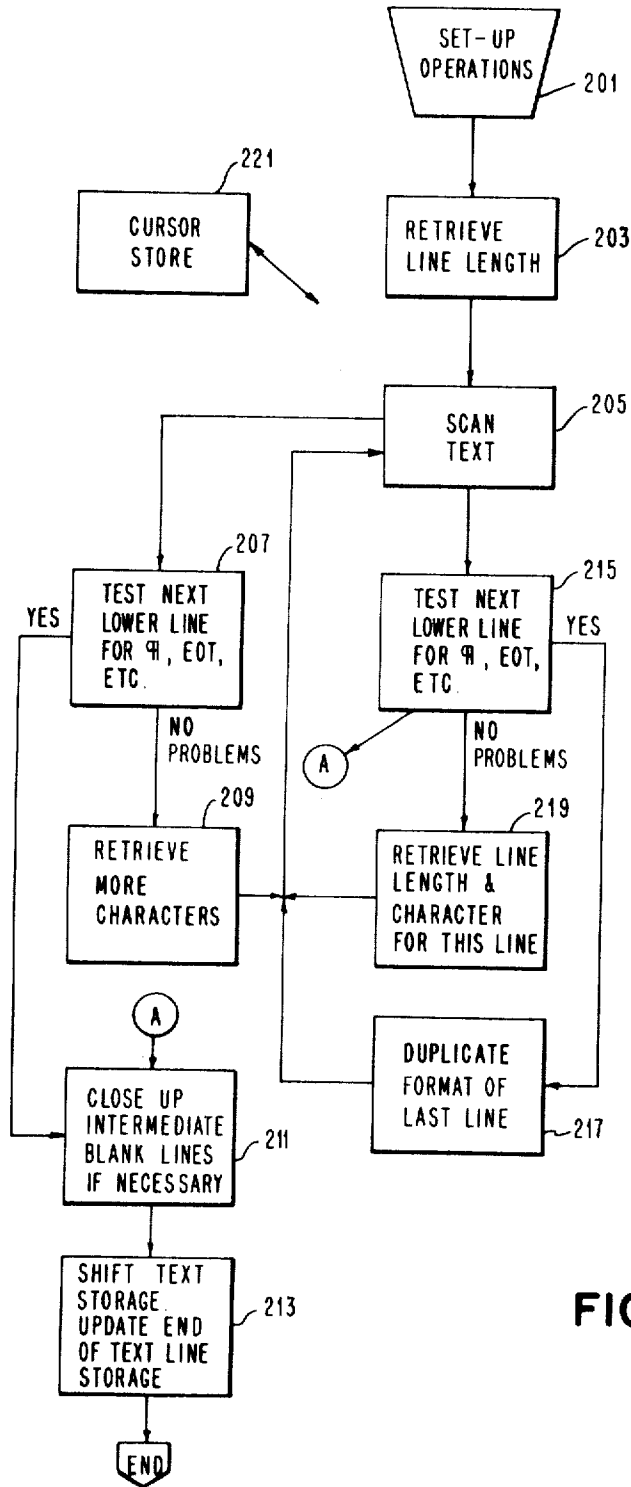 SET-UP
OPERATIONS
201
221
CURSOR
STORE
RETRIEVE
LINE LENGTH
203
SCAN
TEXT
205
207
YES
TEST NEXT
LOWER LINE
FOR ¶, EOT,
ETC.
215
TEST NEXT
LOWER LINE
FOR ¶, EOT,
ETC.
YES
NO
PROBLEMS
A
NO
PROBLEMS
209
RETRIEVE
MORE
CHARACTERS
219
RETRIEVE LINE
LENGTH &
CHARACTER
FOR THIS LINE
A
CLOSE UP
INTERMEDIATE
BLANK LINES
IF NECESSARY
211
DUPLICATE
FORMAT OF
LAST LINE
217
SHIFT TEXT
STORAGE.
UPDATE END
OF TEXT LINE
STORAGE
213
FIG
END